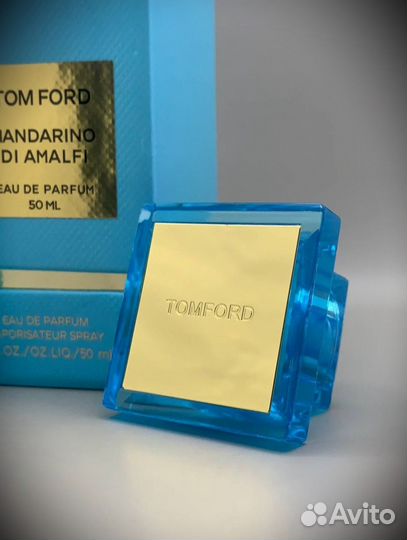 TOM FORD
MANDARINO
DI AMALFI
EAU DE PARFUM
50 ML
EAU DE PARFUM
VAPORISATEUR SPRAY
OZ./OZ.LIQ./50 ml
TOMFORD
Avito